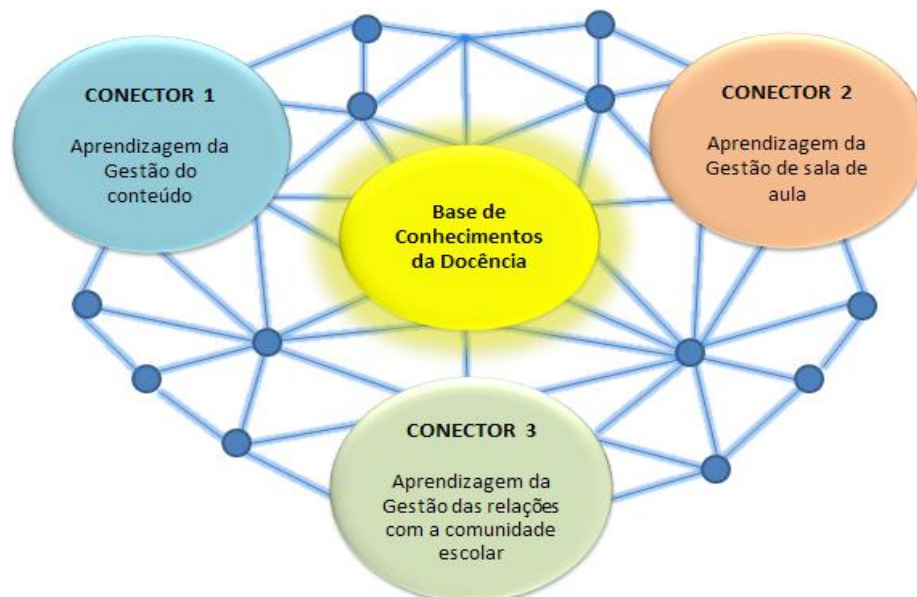 CONECTOR 1
Aprendizagem da
Gestão do
conteúdo
CONECTOR 2
Aprendizagem da
Gestão de sala de
aula
Base de
Conhecimentos
da Docência
CONECTOR 3
Aprendizagem da
Gestão das relações
com a comunidade
escolar